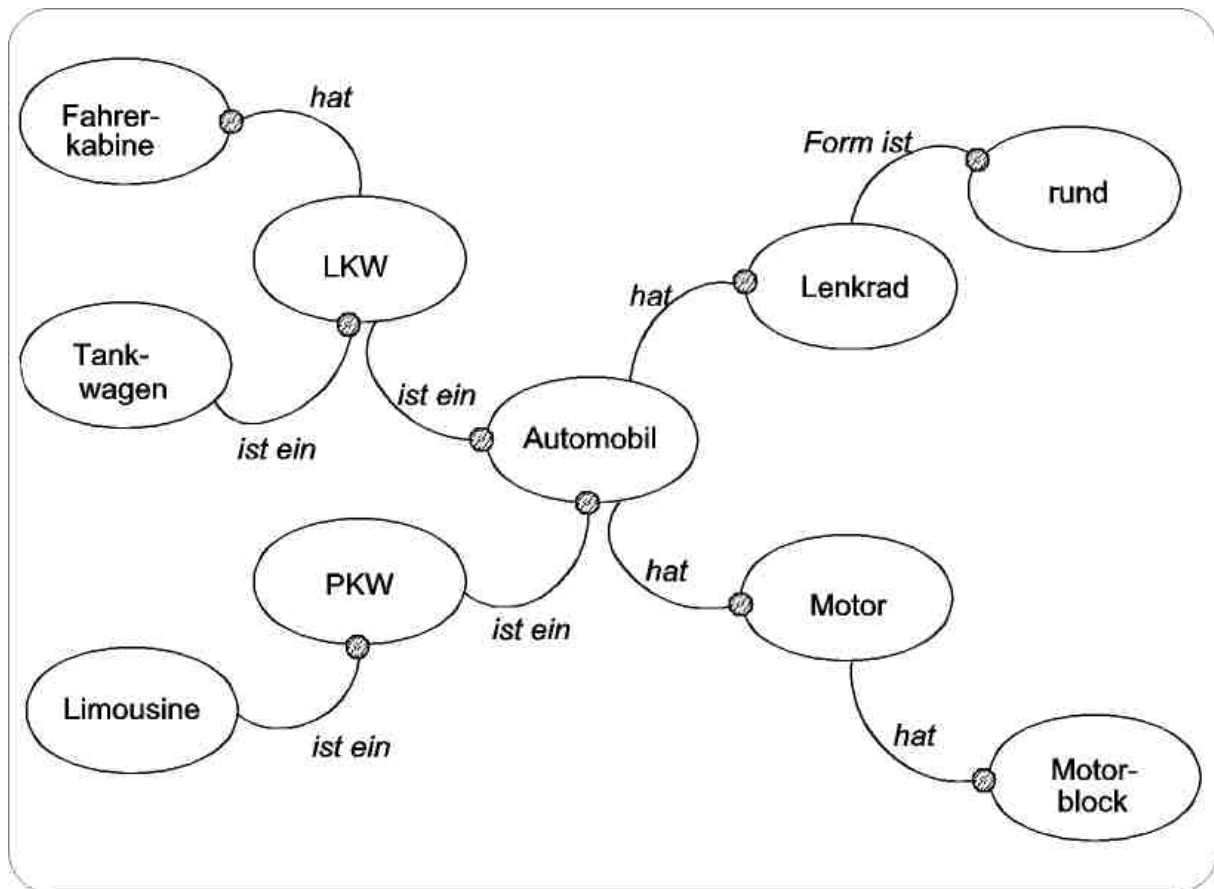 hat
Fahrer-
kabine
Form ist
rund
LKW
hat
Lenkrad
Tank-
wagen
ist ein
ist ein
Automobil
PKW
hat
Motor
ist ein
Limousine
ist ein
hat
Motor-
block